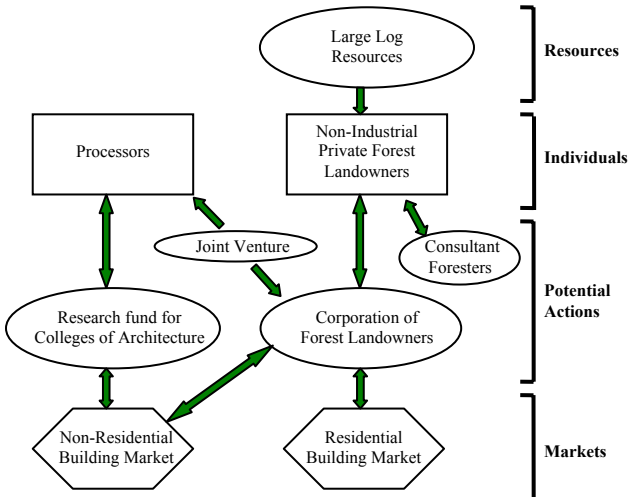 Large Log
Resources
Resources
Processors
Non-Industrial
Private Forest
Landowners
Individuals
Joint Venture
Consultant
Foresters
Potential
Actions
Research fund for
Colleges of Architecture
Corporation of
Forest Landowners
Non-Residential
Building Market
Residential
Building Market
Markets